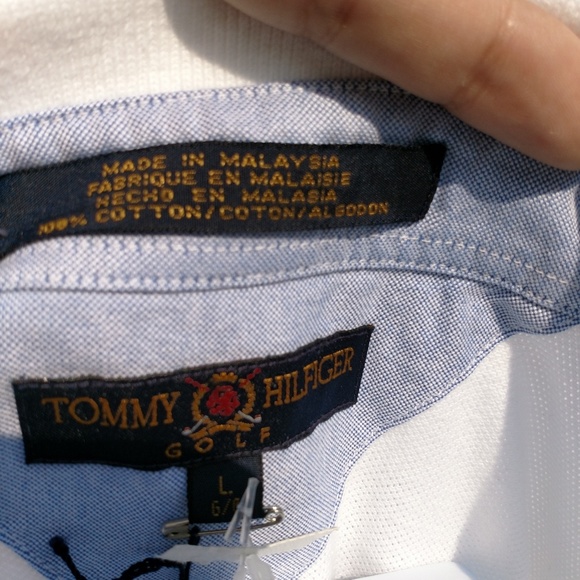 MADE IN MALAYSIA
FABRIQUE EN MALAISIE
HECHO EN MALASIA
100% COTTON/COTON/ALGODON
TOMMY HILFIGER
GOLF
L